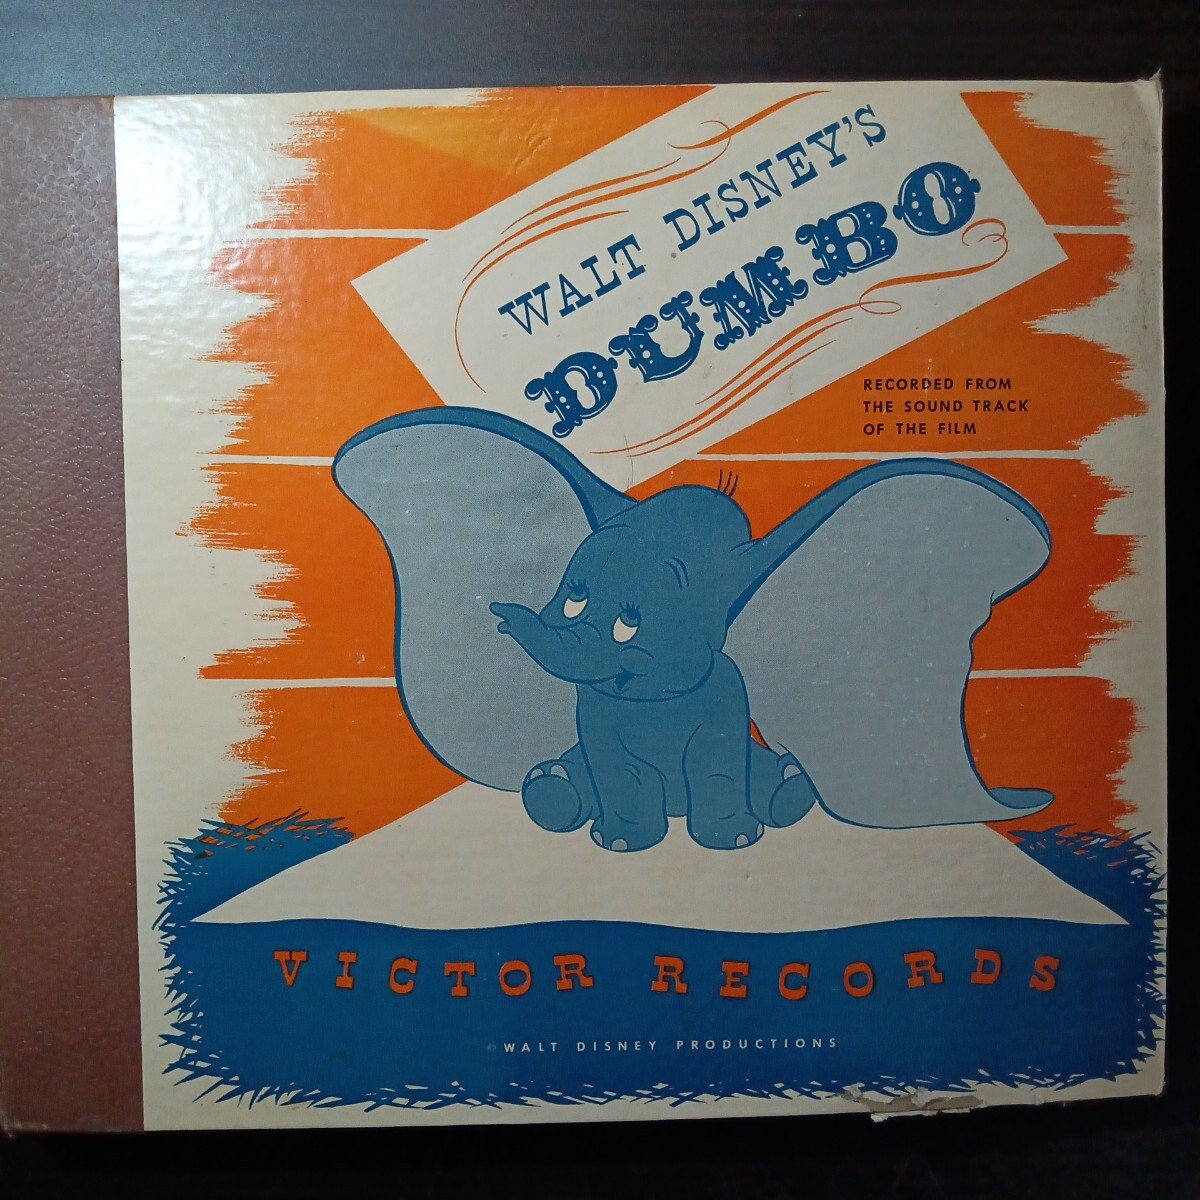 WALT DISNEY'S
DUMBO
RECORDED FROM
THE SOUND TRACK
OF THE FILM
VICTOR RECORDS
© WALT DISNEY PRODUCTIONS